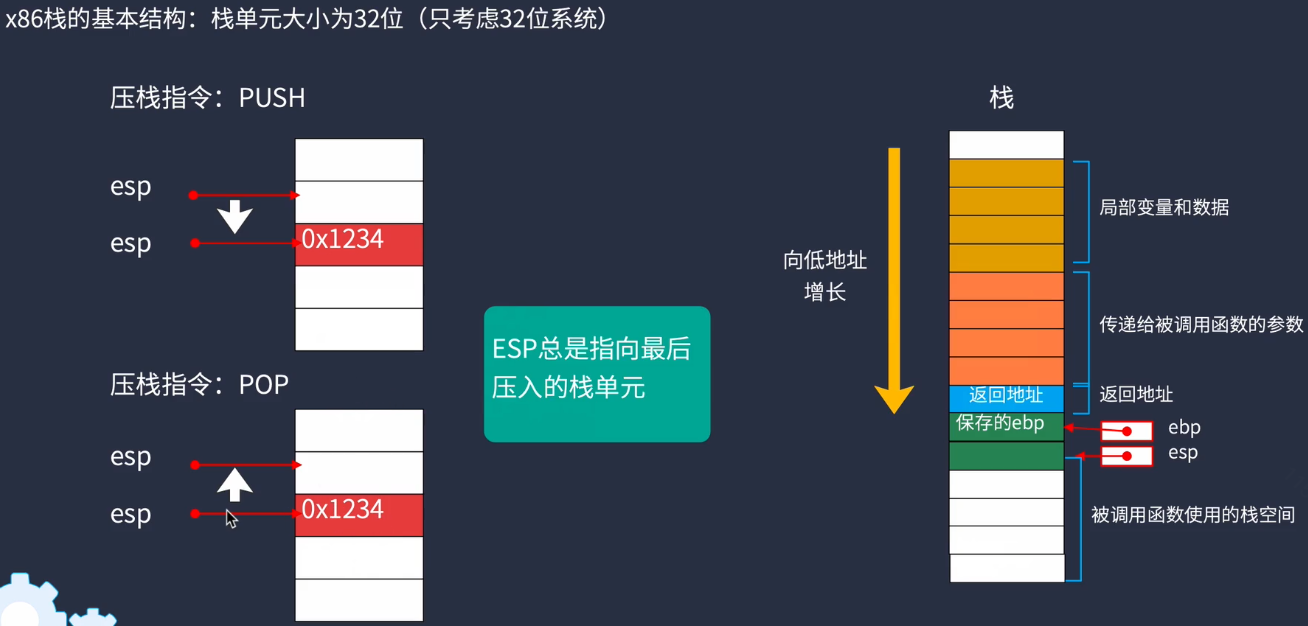 x86栈的基本结构：栈单元大小为32位（只考虑32位系统）
压栈指令：PUSH
esp
esp
0x1234
压栈指令：POP
esp
esp
0x1234
ESP总是指向最后
压入的栈单元
栈
向低地址
增长
局部变量和数据
传递给被调用函数的参数
返回地址
返回地址
保存的ebp
ebp
esp
被调用函数使用的栈空间